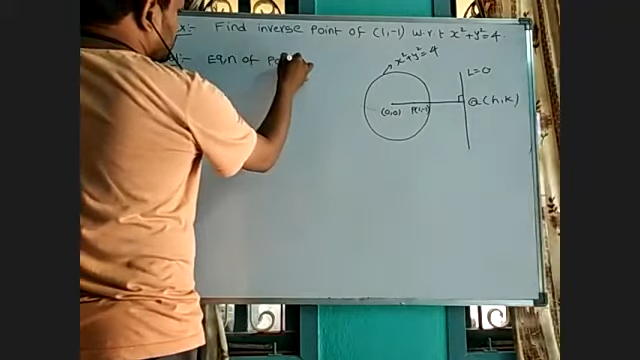 Ex:- Find inverse Point of (1,-1) w.r.t x²+y²=4.
Eqn of Po
x²+y²=4
L=0
(0,0) P(1,-1) Q(h,k)